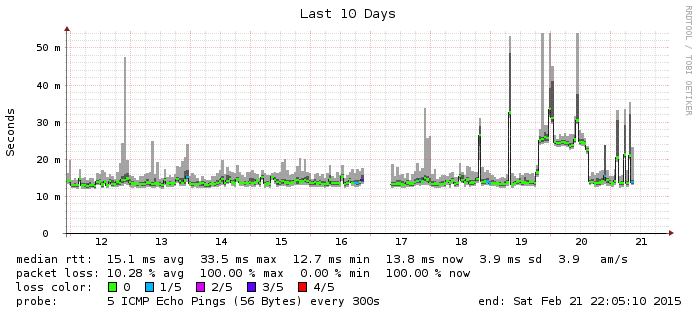 Last 10 Days
RRDTOOL / TOBI OETIKER
Seconds
50 m
40 m
30 m
20 m
10 m
0
12 13 14 15 16 17 18 19 20 21
median rtt: 15.1 ms avg 33.5 ms max 12.7 ms min 13.8 ms now 3.9 ms sd 3.9 am/s
packet loss: 10.28 % avg 100.00 % max 0.00 % min 100.00 % now
loss color: 0 1/5 2/5 3/5 4/5
probe: 5 ICMP Echo Pings (56 Bytes) every 300s end: Sat Feb 21 22:05:10 2015